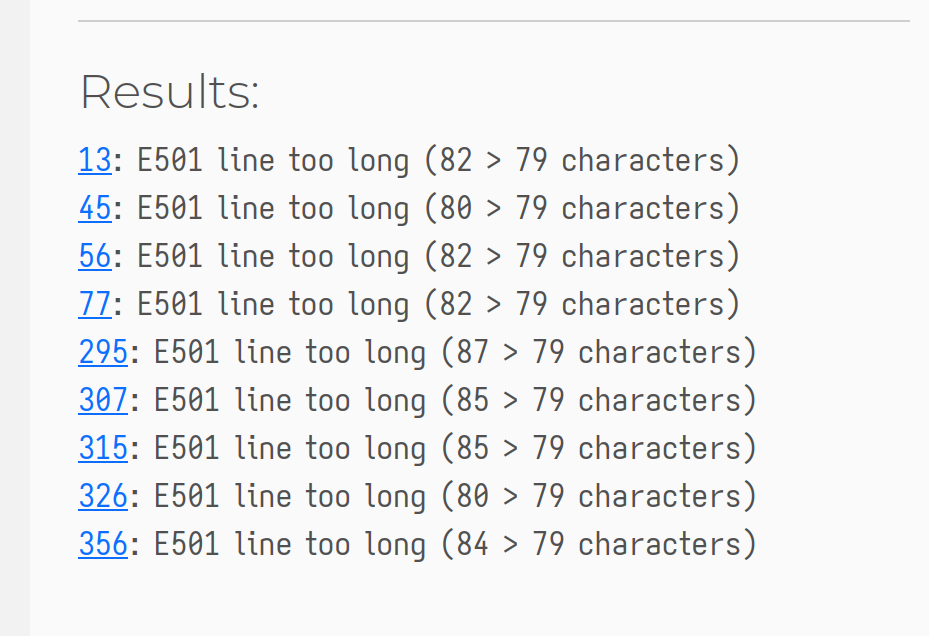 Results:
13: E501 line too long (82 > 79 characters)
45: E501 line too long (80 > 79 characters)
56: E501 line too long (82 > 79 characters)
77: E501 line too long (82 > 79 characters)
295: E501 line too long (87 > 79 characters)
307: E501 line too long (85 > 79 characters)
315: E501 line too long (85 > 79 characters)
326: E501 line too long (80 > 79 characters)
356: E501 line too long (84 > 79 characters)